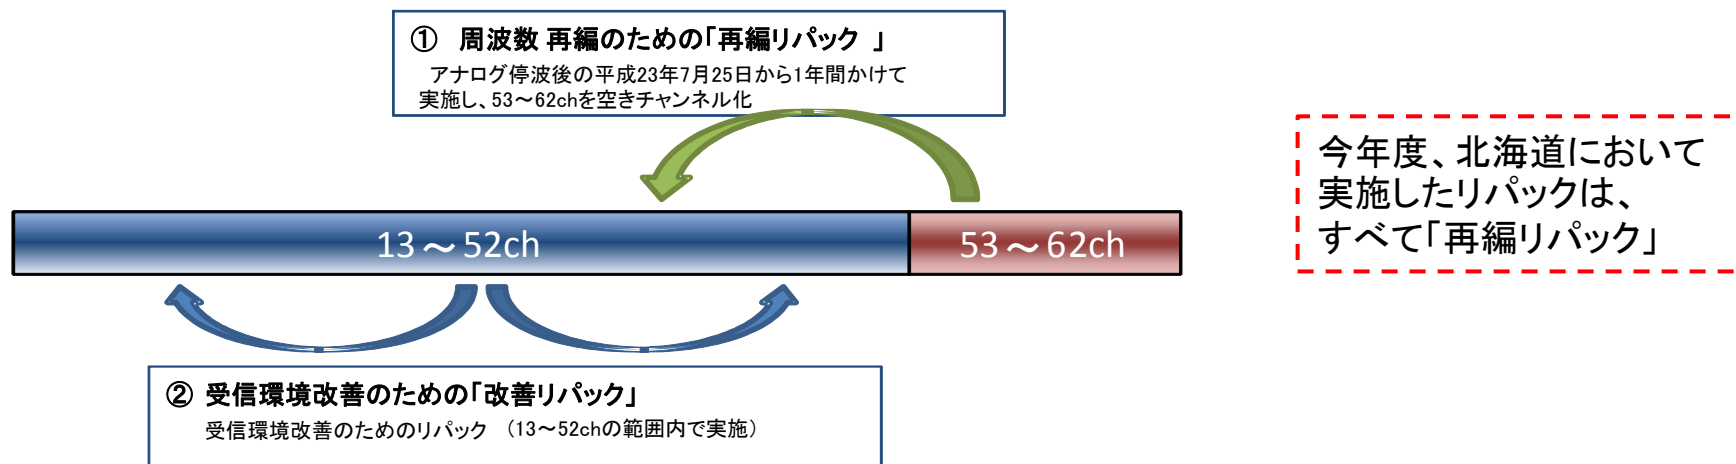 ① 周波数 再編のための「再編リパック 」
アナログ停波後の平成23年7月25日から1年間かけて
実施し、53～62chを空きチャンネル化
今年度、北海道において
実施したリパックは、
すべて「再編リパック」
13～52ch
53～62ch
② 受信環境改善のための「改善リパック」
受信環境改善のためのリパック （13～52chの範囲内で実施）